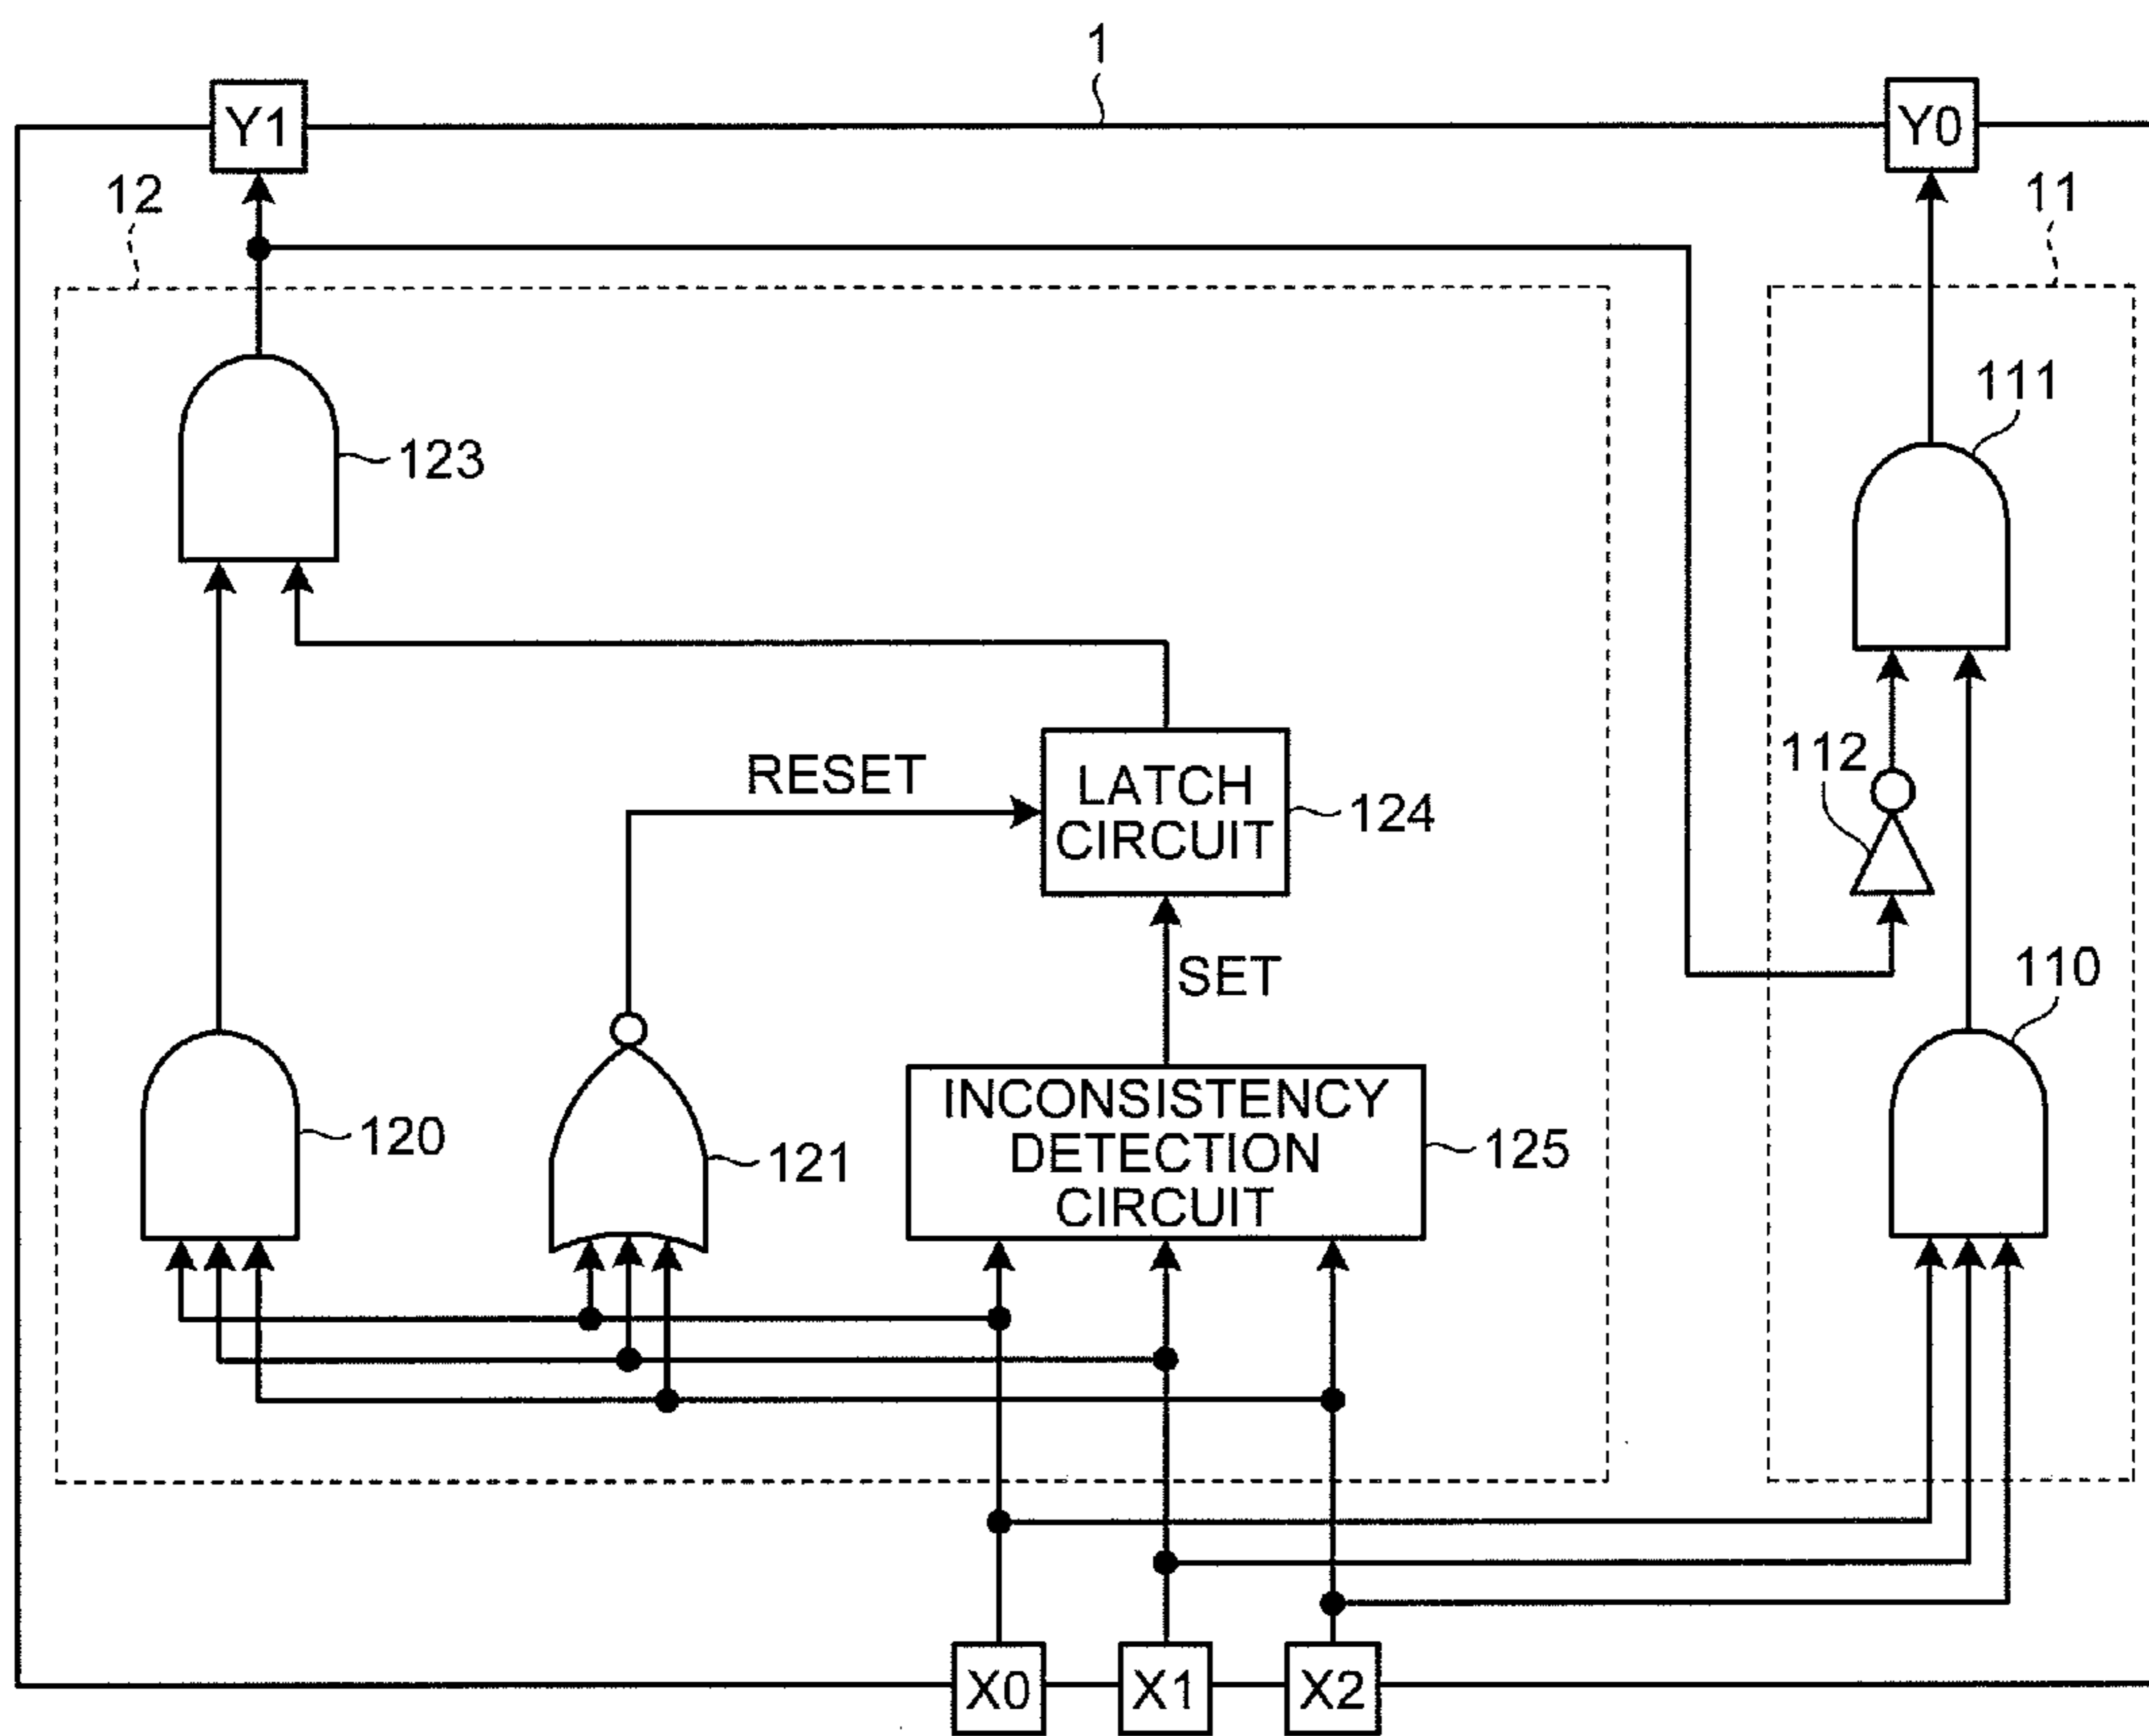 1
Y1
Y0
12
11
111
123
112
RESET
LATCH
CIRCUIT
124
SET
110
INCONSISTENCY
DETECTION
CIRCUIT
120
121
125
X0
X1
X2